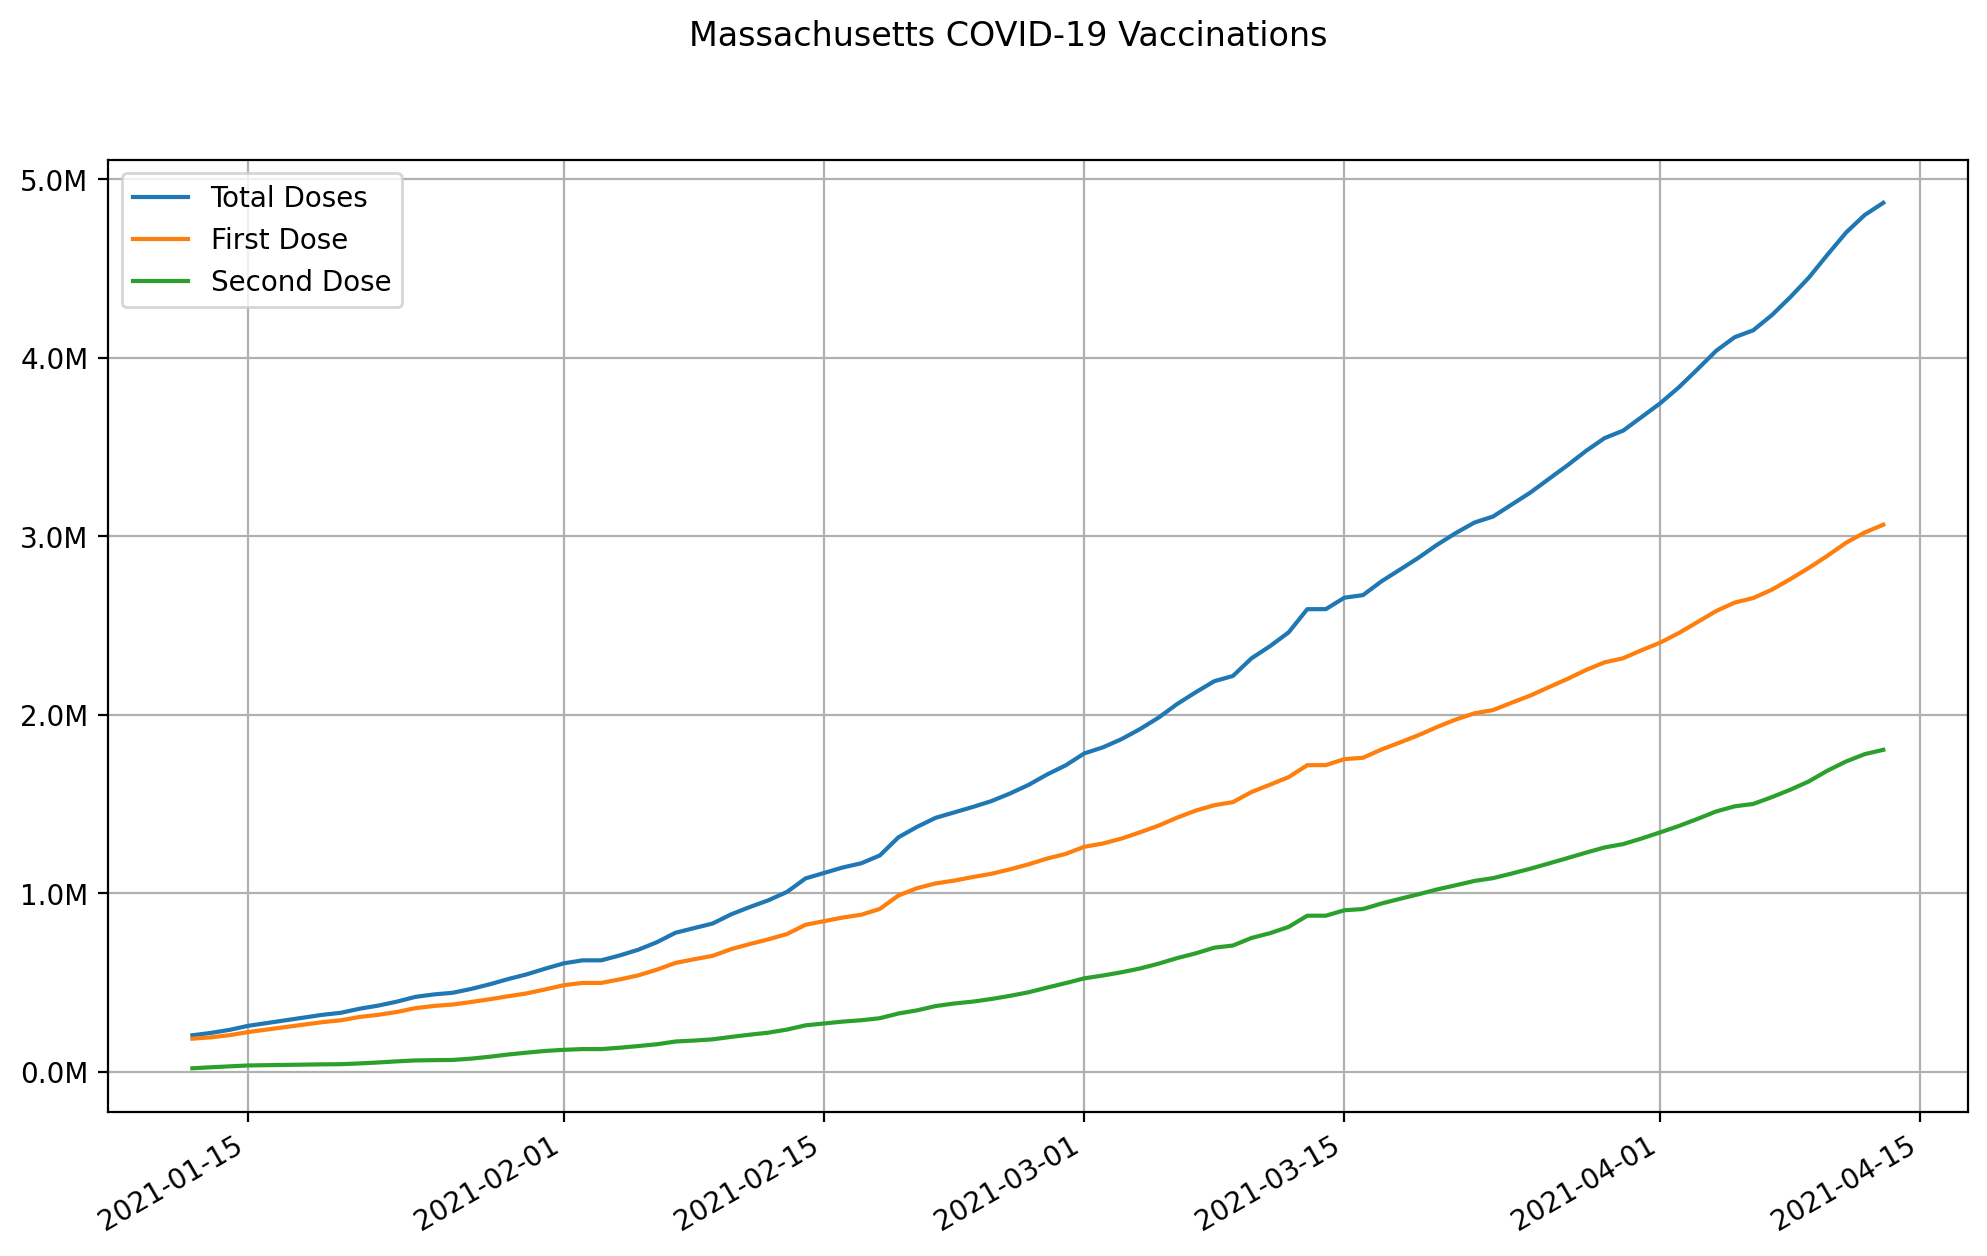 Massachusetts COVID-19 Vaccinations
5.0M
4.0M
3.0M
2.0M
1.0M
0.0M
Total Doses
First Dose
Second Dose
2021-01-15
2021-02-01
2021-02-15
2021-03-01
2021-03-15
2021-04-01
2021-04-15